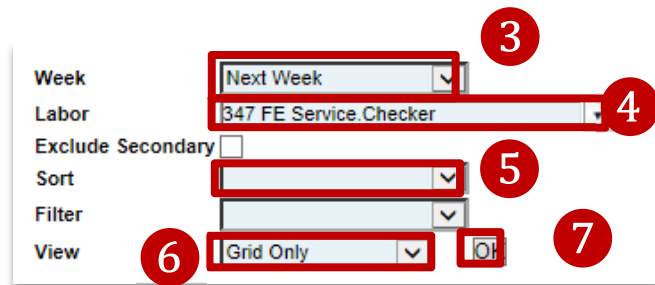 3
Week Next Week
Labor 347 FE Service.Checker 4
Exclude Secondary
Sort 5
Filter
View 6 Grid Only OK 7